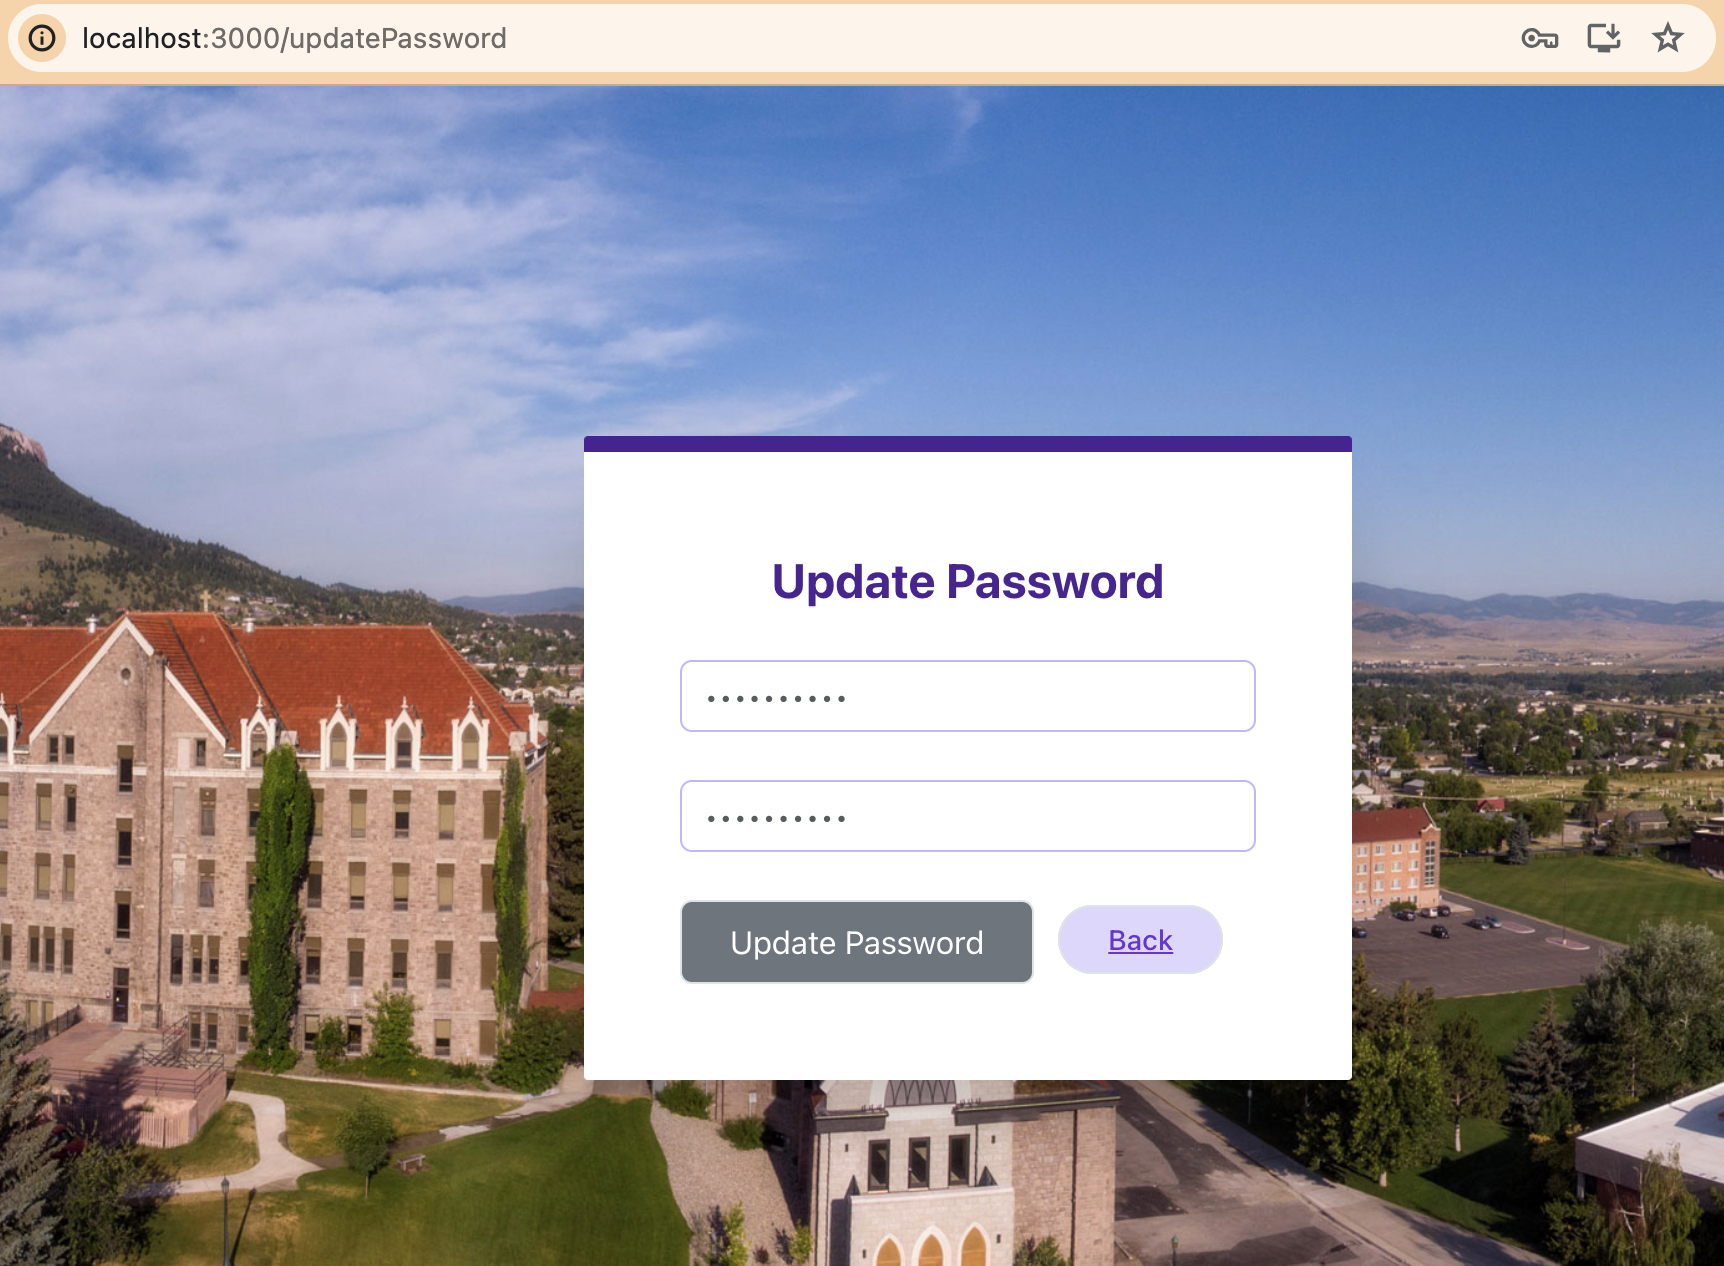 localhost:3000/updatePassword
Update Password
••••••••••
••••••••••
Update Password Back